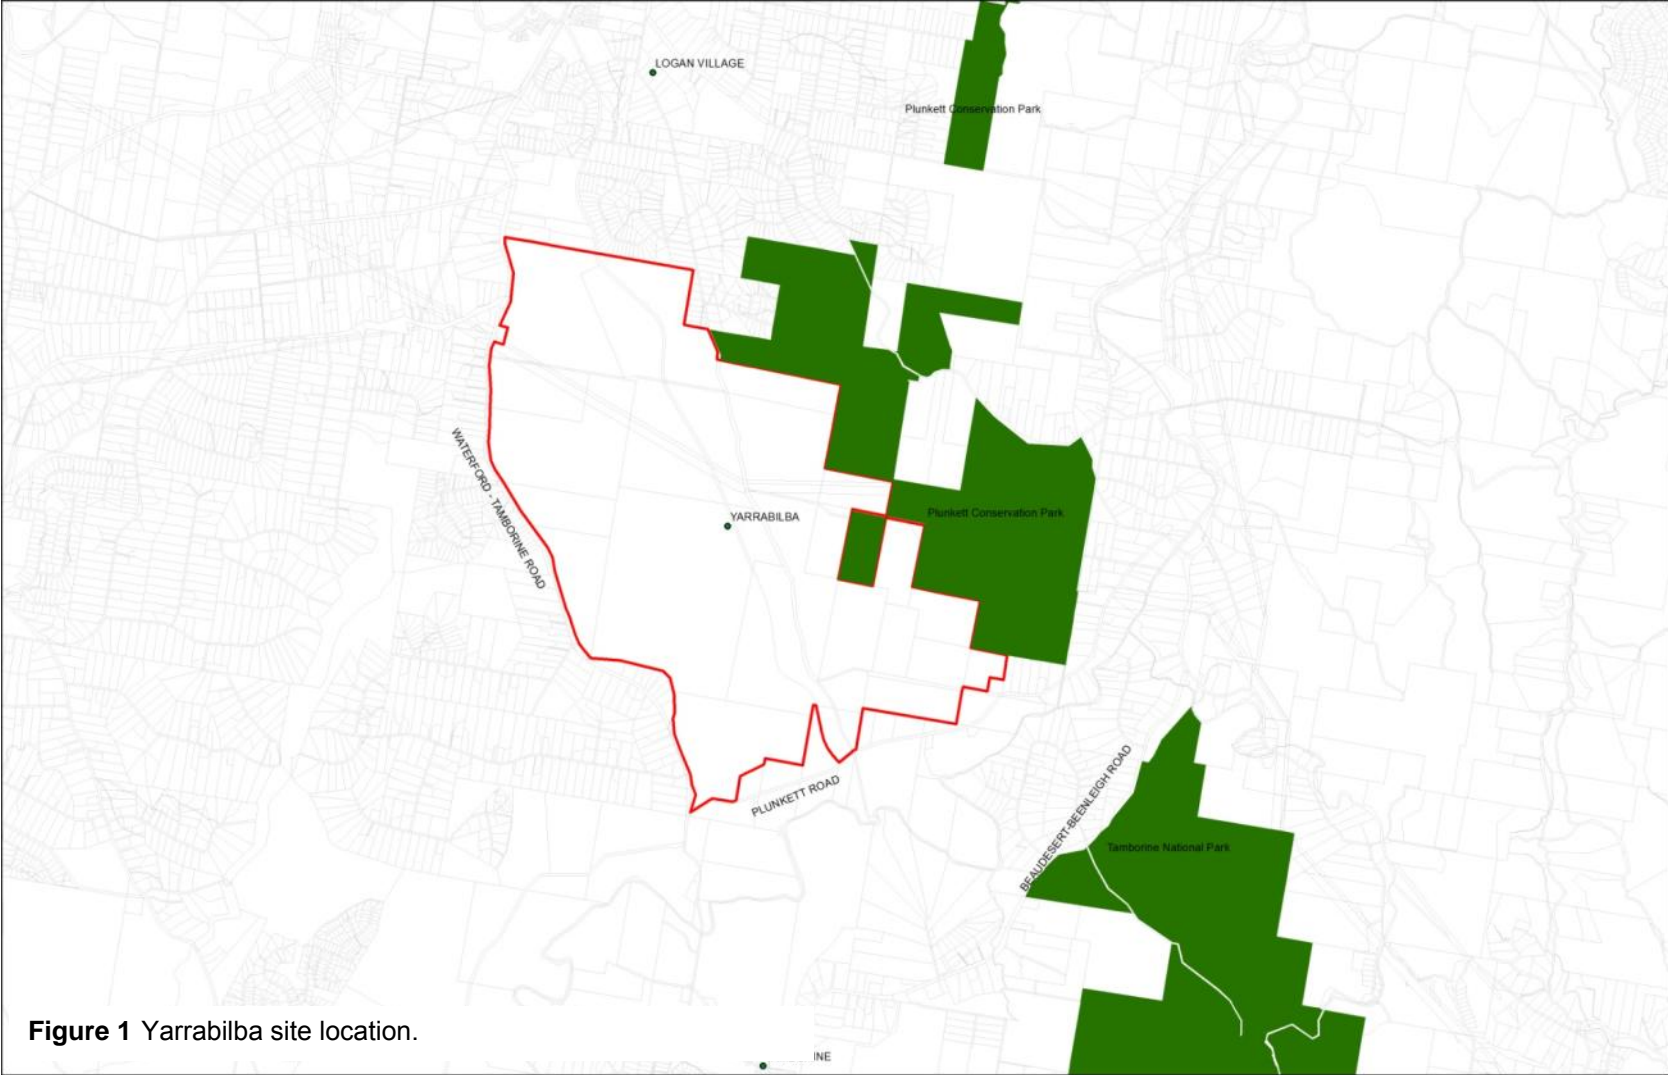 LOGAN VILLAGE
Plunkett Conservation Park
WATERFORD - TAMBORINE ROAD
YARRABILBA
Plunkett Conservation Park
PLUNKETT ROAD
BEAUDESERT-BEENLEIGH ROAD
Tamborine National Park
Figure 1 Yarrabilba site location.